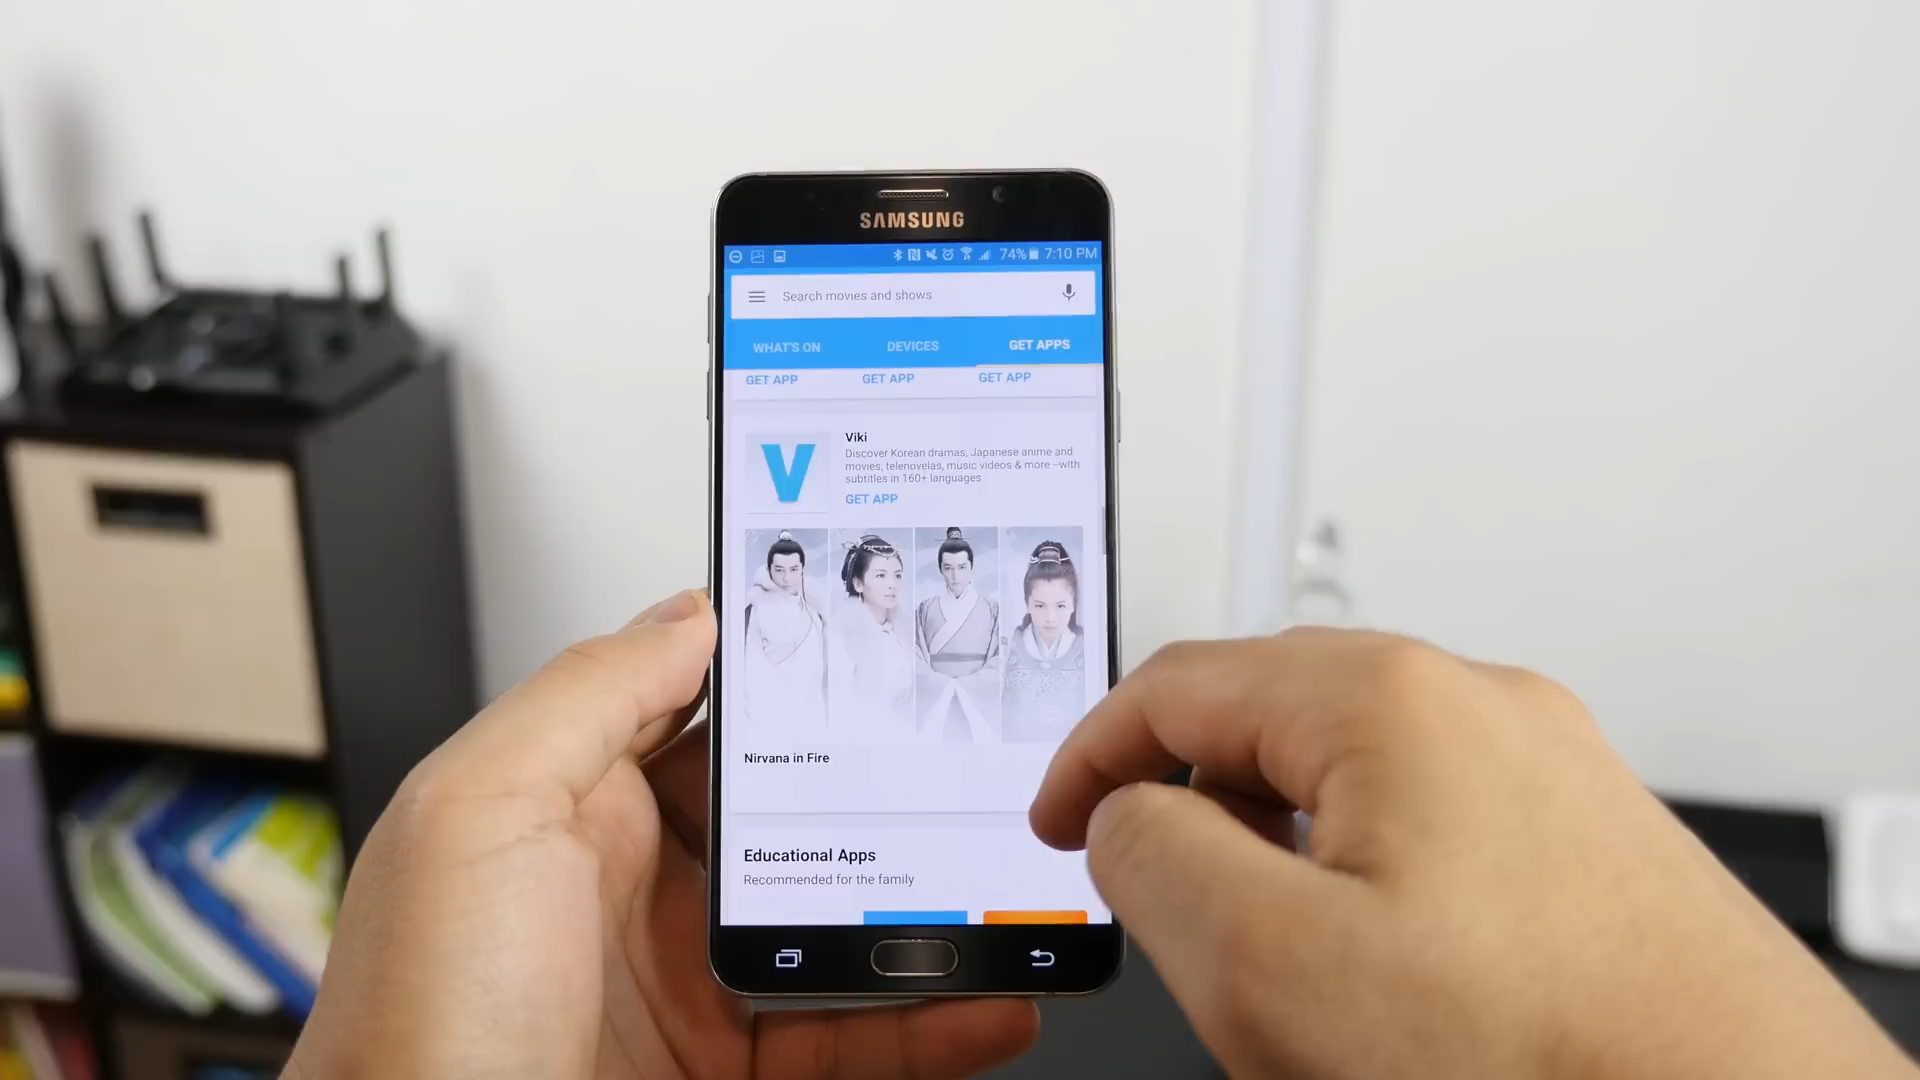 SAMSUNG
74% 7:10 PM
Search movies and shows
WHAT'S ON DEVICES GET APPS
GET APP GET APP GET APP
V
Viki
Discover Korean dramas, Japanese anime and
movies, telenovelas, music videos & more –with
subtitles in 160+ languages
GET APP
Nirvana in Fire
Educational Apps
Recommended for the family